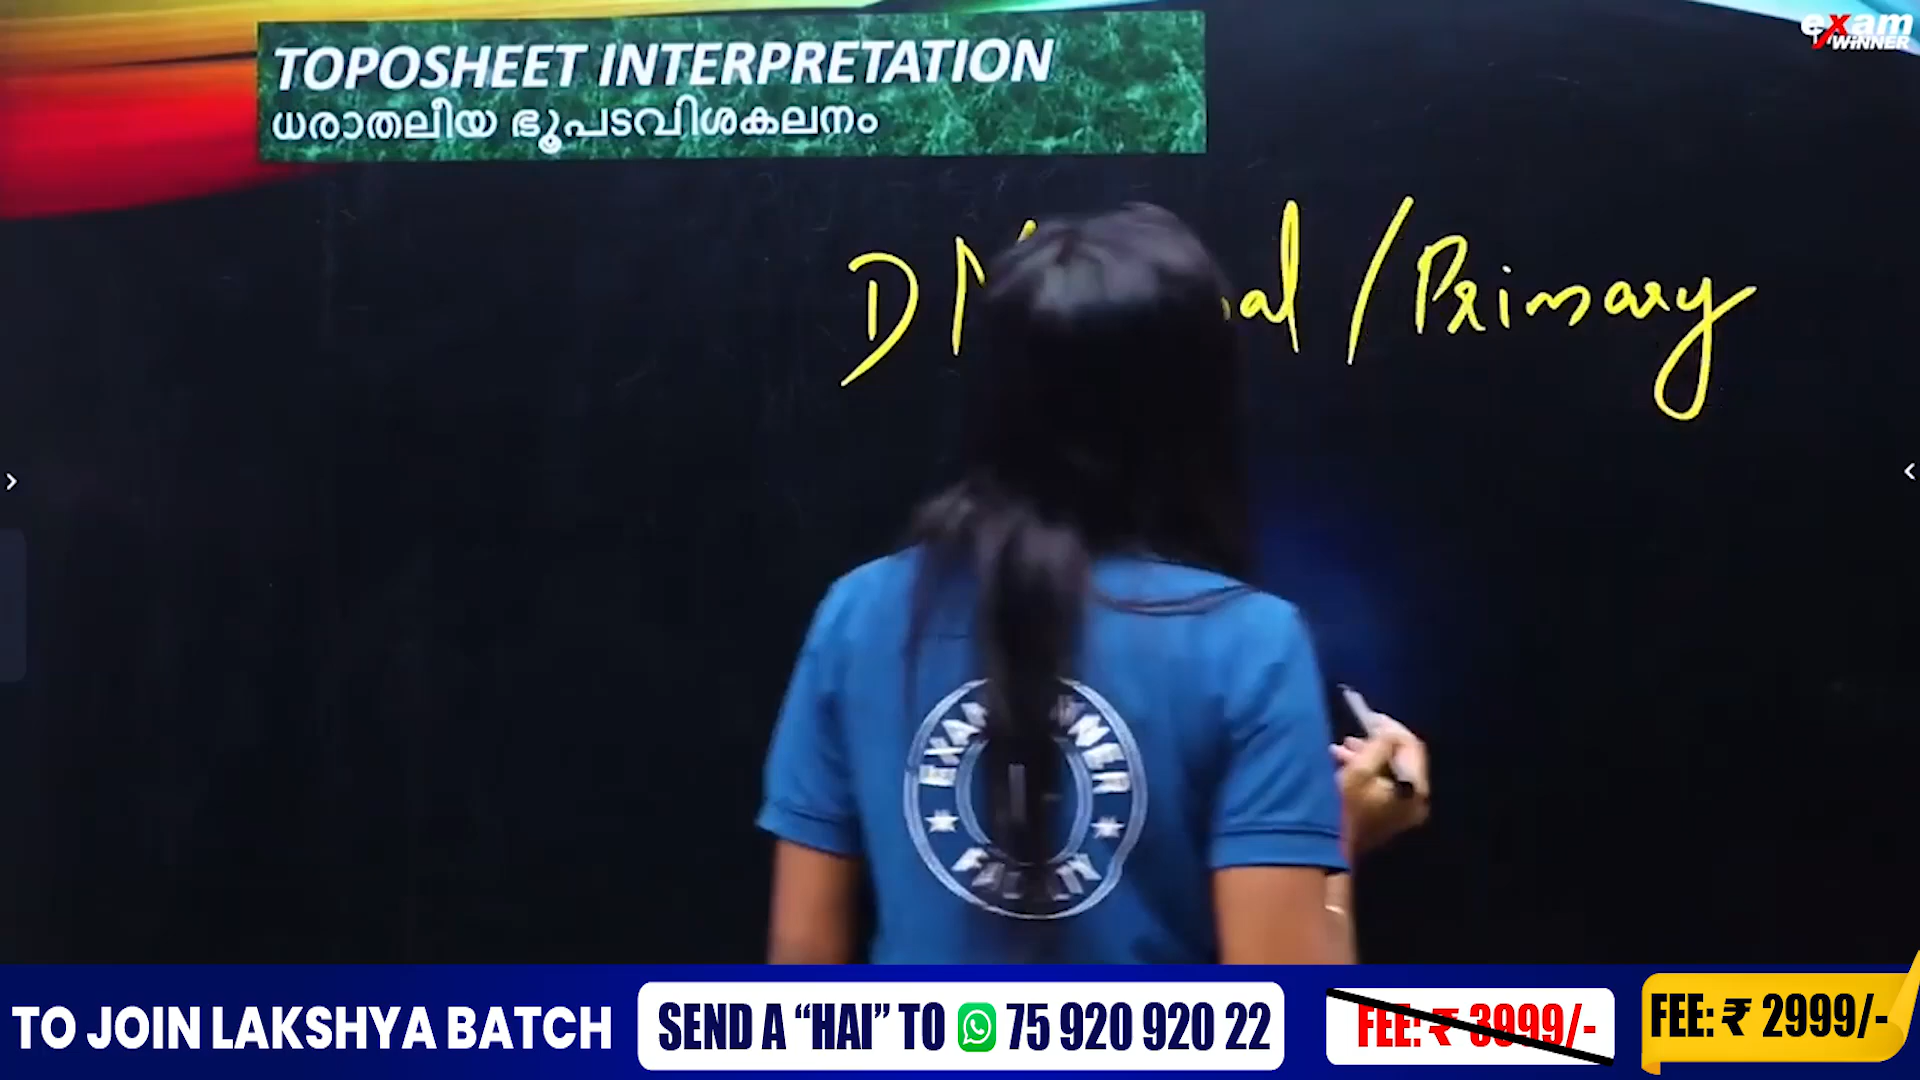 exam
WINNER
TOPOSHEET INTERPRETATION
ധരാതലീയ ഭൂപടവിശകലനം
/ Primary
TO JOIN LAKSHYA BATCH
SEND A “HAI” TO 75 920 920 22
FEE: ₹ 3999/-
FEE: ₹ 2999/-